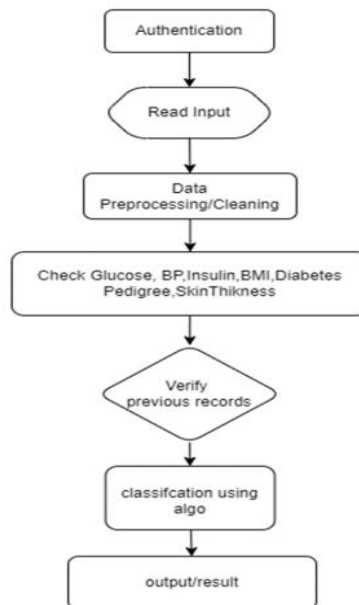 Authentication
Read Input
Data
Preprocessing/Cleaning
Check Glucose, BP,Insulin,BMI,Diabetes
Pedigree,SkinThikness
Verify
previous records
classifcation using
algo
output/result